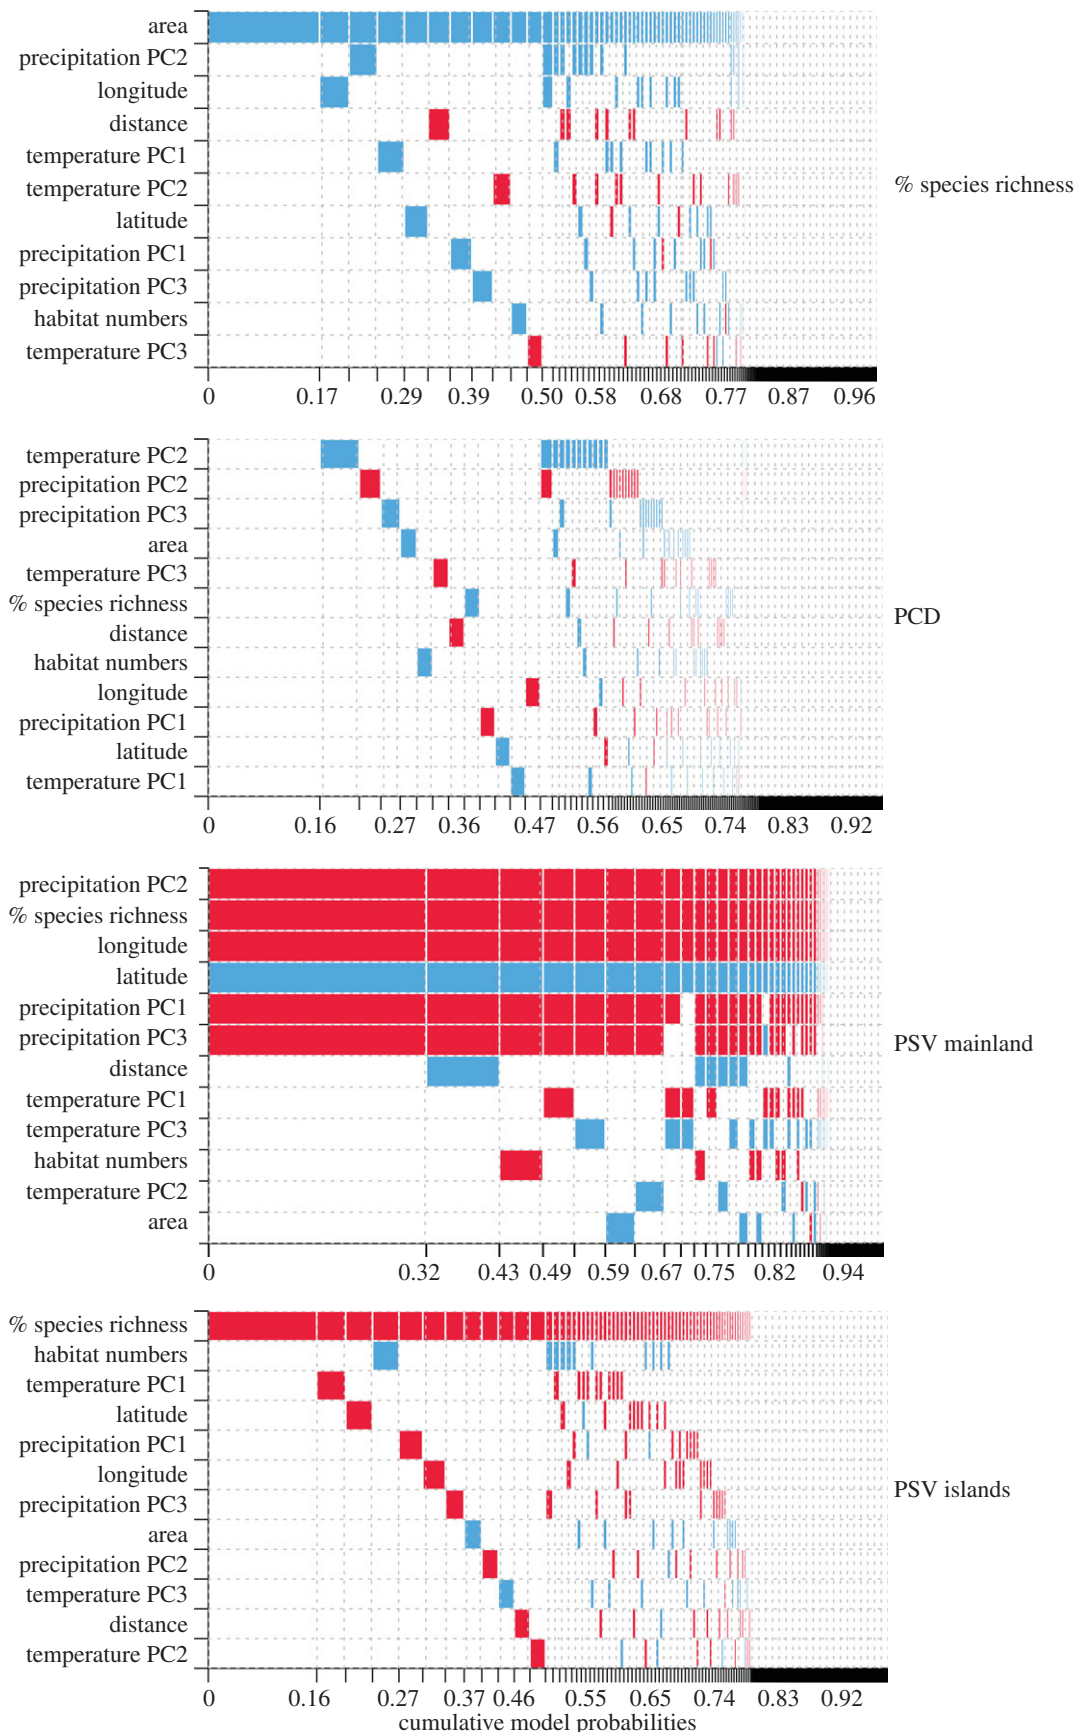 area
precipitation PC2
longitude
distance
temperature PC1
temperature PC2
% species richness
latitude
precipitation PC1
precipitation PC3
habitat numbers
temperature PC3
0 0.17 0.29 0.39 0.50 0.58 0.68 0.77 0.87 0.96
temperature PC2
precipitation PC2
precipitation PC3
area
temperature PC3
% species richness
PCD
distance
habitat numbers
longitude
precipitation PC1
latitude
temperature PC1
0 0.16 0.27 0.36 0.47 0.56 0.65 0.74 0.83 0.92
precipitation PC2
% species richness
longitude
latitude
precipitation PC1
precipitation PC3
PSV mainland
distance
temperature PC1
temperature PC3
habitat numbers
temperature PC2
area
0 0.32 0.43 0.49 0.59 0.67 0.75 0.82 0.94
% species richness
habitat numbers
temperature PC1
latitude
precipitation PC1
longitude
PSV islands
precipitation PC3
area
precipitation PC2
temperature PC3
distance
temperature PC2
0 0.16 0.27 0.37 0.46 0.55 0.65 0.74 0.83 0.92
cumulative model probabilities